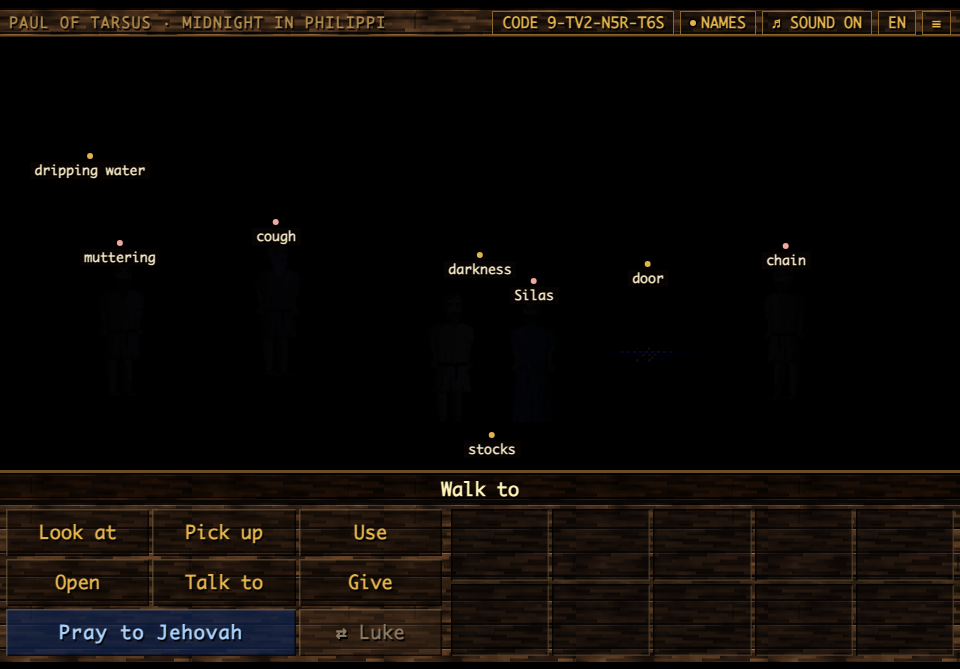 PAUL OF TARSUS · MIDNIGHT IN PHILIPPI
CODE 9-TV2-N5R-T6S
● NAMES
♬ SOUND ON
EN
≡
dripping water
cough
muttering
darkness
Silas
door
chain
stocks
Walk to
Look at
Pick up
Use
Open
Talk to
Give
Pray to Jehovah
⇄ Luke